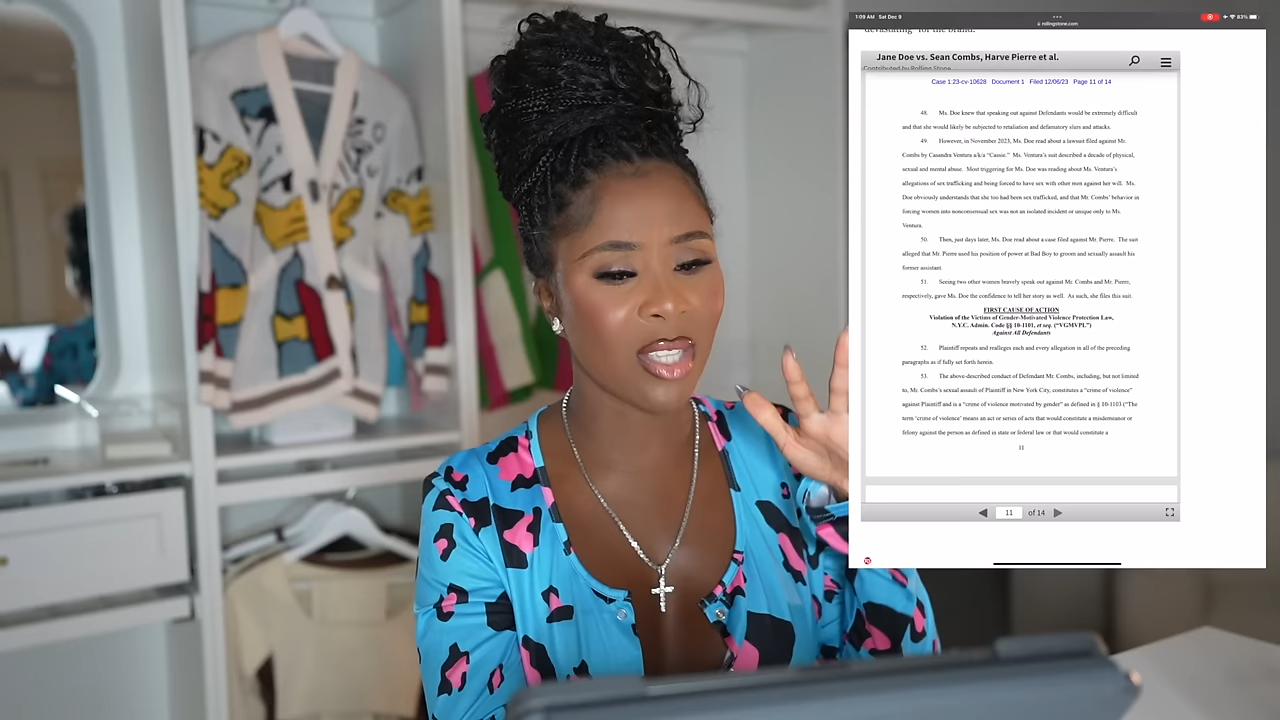 1:09 AM Sat Dec 9
83%
rollingstone.com
devastating" for the brand.
Jane Doe vs. Sean Combs, Harve Pierre et al.
Contributed by Rolling Stone
Case 1:23-cv-10628 Document 1 Filed 12/06/23 Page 11 of 14
48. Ms. Doe knew that speaking out against Defendants would be extremely difficult
and that she would likely be subjected to retaliation and defamatory slurs and attacks.
49. However, in November 2023, Ms. Doe read about a lawsuit filed against Mr.
Combs by Casandra Ventura a/k/a "Cassie." Ms. Ventura's suit described a decade of physical,
sexual and mental abuse. Most triggering for Ms. Doe was reading about Ms. Ventura's
allegations of sex trafficking and being forced to have sex with other men against her will. Ms.
Doe obviously understands that she too had been sex trafficked, and that Mr. Combs' behavior in
forcing women into nonconsensual sex was not an isolated incident or unique only to Ms.
Ventura.
50. Then, just days later, Ms. Doe read about a case filed against Mr. Pierre. The suit
alleged that Mr. Pierre used his position of power at Bad Boy to groom and sexually assault his
former assistant.
51. Seeing two other women bravely speak out against Mr. Combs and Mr. Pierre,
respectively, gave Ms. Doe the confidence to tell her story as well. As such, she files this suit.
FIRST CAUSE OF ACTION
Violation of the Victims of Gender-Motivated Violence Protection Law,
N.Y.C. Admin. Code §§ 10-1101, et seq. ("VGMVPL")
Against All Defendants
52. Plaintiff repeats and realleges each and every allegation in all of the preceding
paragraphs as if fully set forth herein.
53. The above-described conduct of Defendant Mr. Combs, including, but not limited
to, Mr. Combs's sexual assault of Plaintiff in New York City, constitutes a "crime of violence"
against Plaintiff and is a "crime of violence motivated by gender" as defined in § 10-1103 ("The
term 'crime of violence' means an act or series of acts that would constitute a misdemeanor or
felony against the person as defined in state or federal law or that would constitute a
11
11 of 14